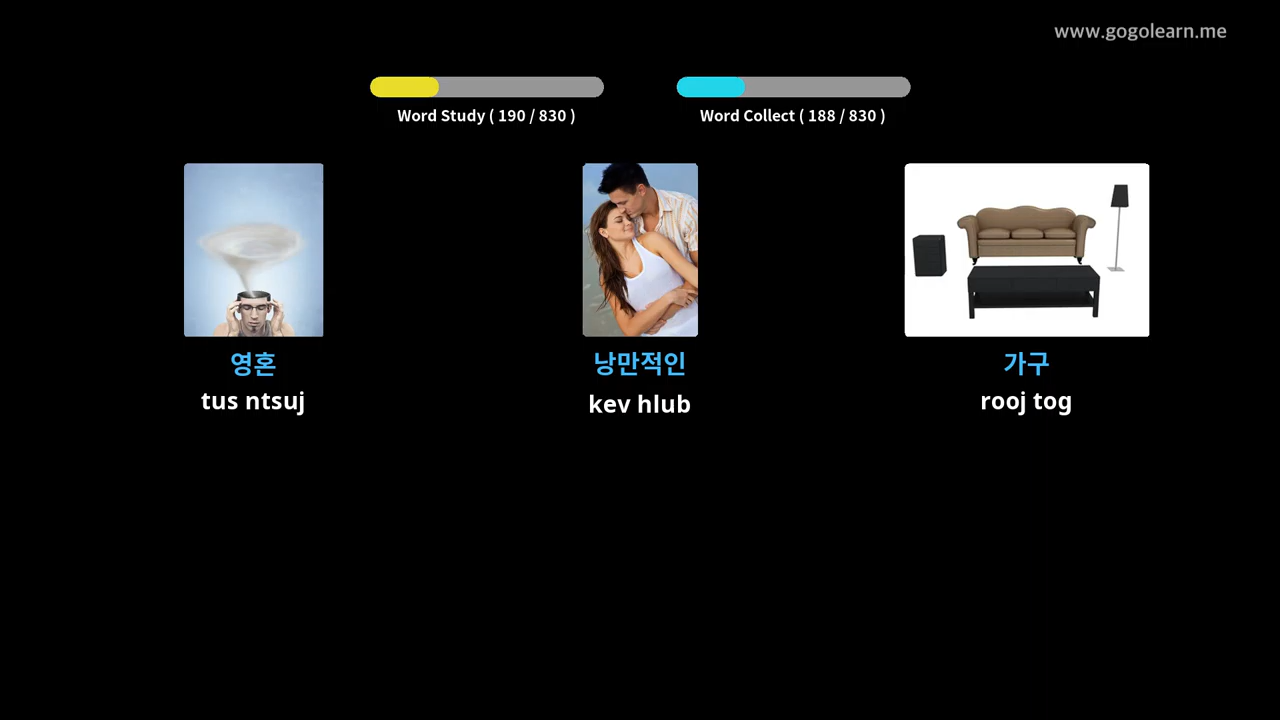 www.gogolearn.me
Word Study ( 190 / 830 )
Word Collect ( 188 / 830 )
영혼
tus ntsuj
낭만적인
kev hlub
가구
rooj tog